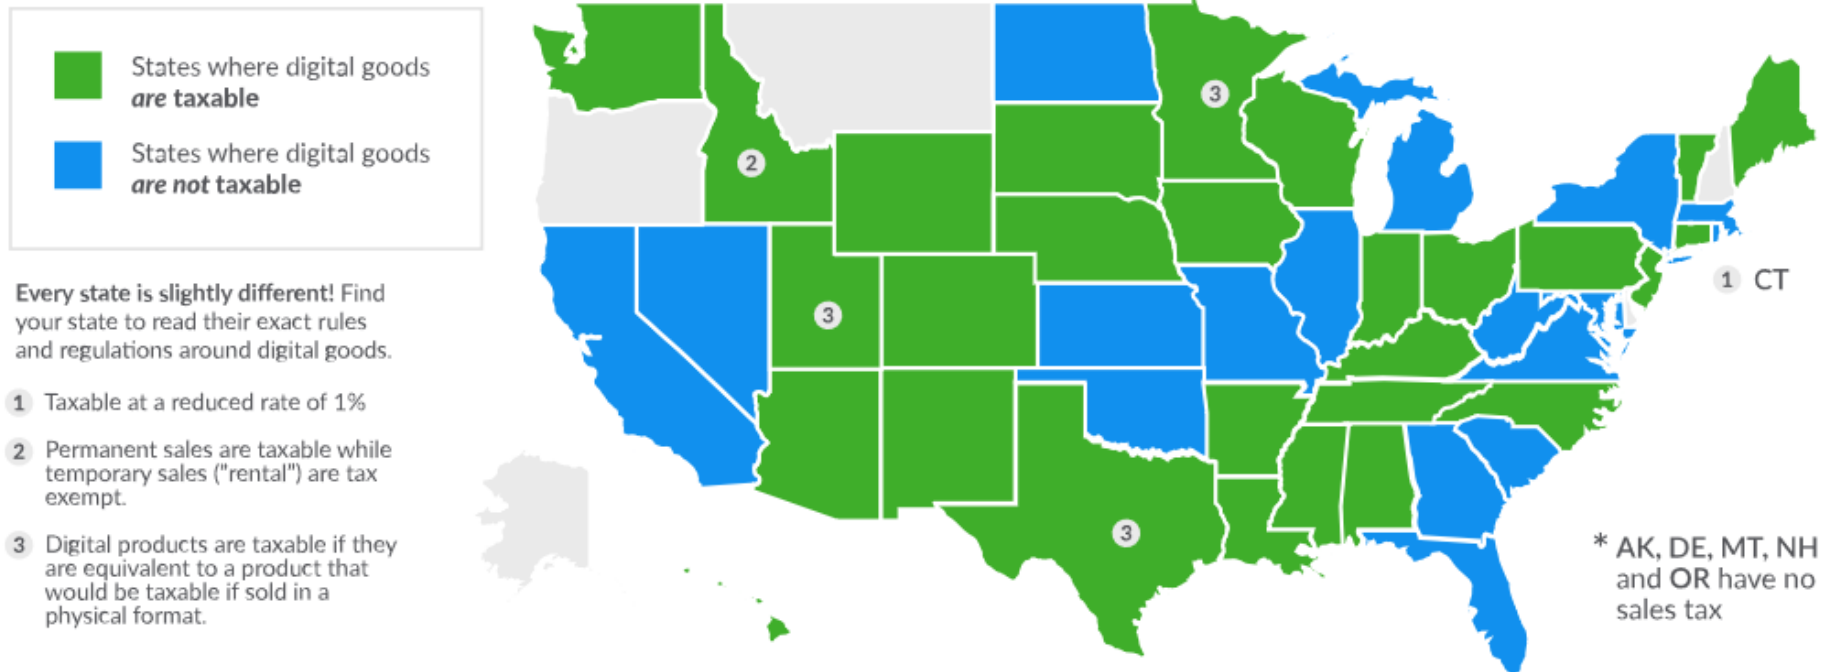 States where digital goods
are taxable
States where digital goods
are not taxable
Every state is slightly different! Find
your state to read their exact rules
and regulations around digital goods.
1 Taxable at a reduced rate of 1%
2 Permanent sales are taxable while
temporary sales ("rental") are tax
exempt.
3 Digital products are taxable if they
are equivalent to a product that
would be taxable if sold in a
physical format.
3
2
1 CT
3
3
* AK, DE, MT, NH
and OR have no
sales tax